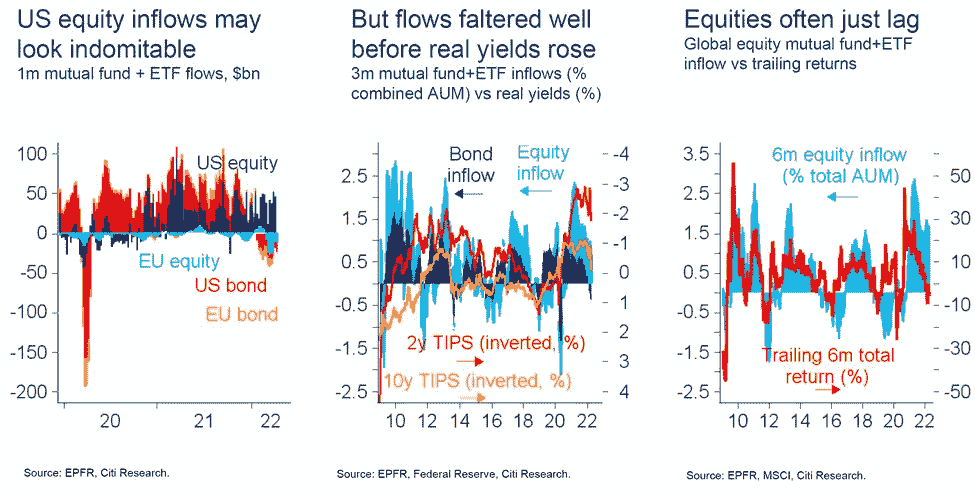 US equity inflows may
look indomitable
1m mutual fund + ETF flows, $bn
100
50
0
-50
-100
-150
-200
US equity
EU equity
US bond
EU bond
20
21
22
Source: EPFR, Citi Research.
But flows faltered well
before real yields rose
3m mutual fund+ETF inflows (%
combined AUM) vs real yields (%)
2.5
1.5
0.5
-0.5
-1.5
-2.5
Bond
inflow
Equity
inflow
-4
-3
-2
-1
0
1
2
3
4
2y TIPS (inverted, %)
10y TIPS (inverted, %)
10 12 14 16 18 20 22
Source: EPFR, Federal Reserve, Citi Research.
Equities often just lag
Global equity mutual fund+ETF
inflow vs trailing returns
3.5
2.5
1.5
0.5
-0.5
-1.5
-2.5
6m equity inflow
(% total AUM)
50
30
10
-10
-30
-50
Trailing 6m total
return (%)
10 12 14 16 18 20 22
Source: EPFR, MSCI, Citi Research.